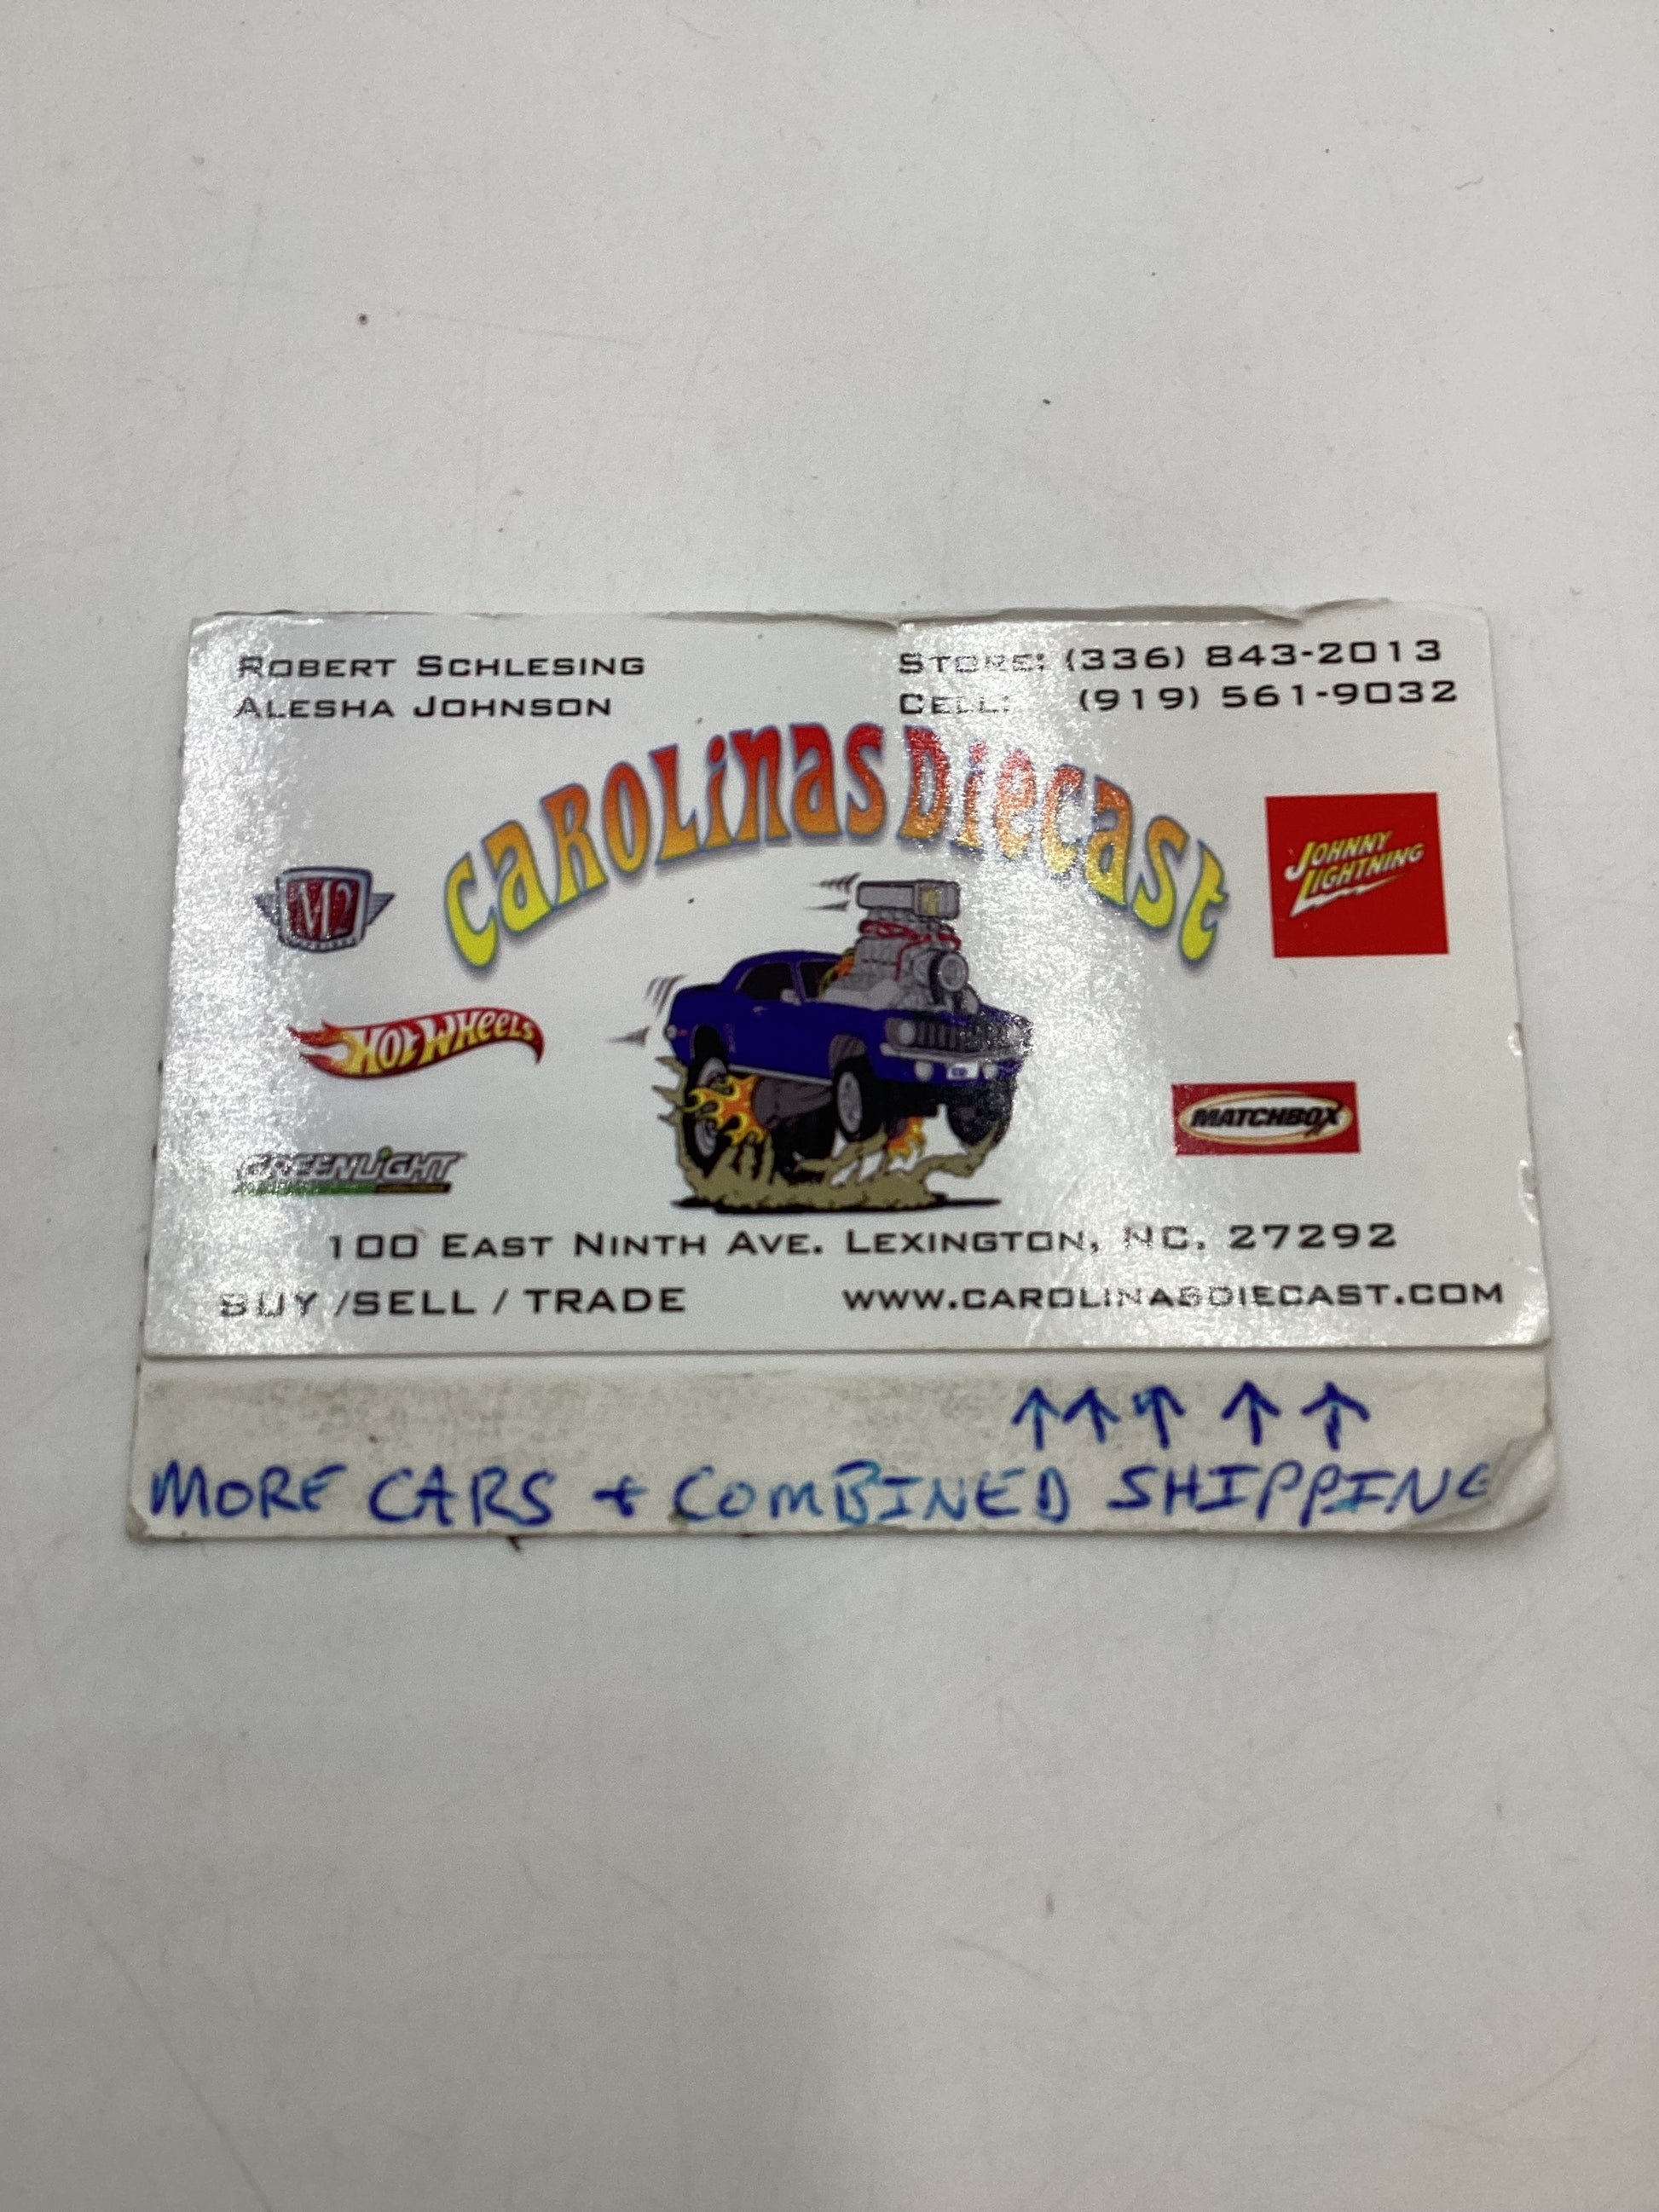 ROBERT SCHLESING
ALESHA JOHNSON
STORE: (336) 843-2013
CELL: (919) 561-9032
CAROLINAS DIECAST
M2
JOHNNY
LIGHTNING
HOT WHEELS
MATCHBOX
GREENLIGHT
100 EAST NINTH AVE. LEXINGTON, NC. 27292
BUY /SELL / TRADE
WWW.CAROLINASDIECAST.COM
↑ ↑ ↑ ↑ ↑
MORE CARS + COMBINED SHIPPING